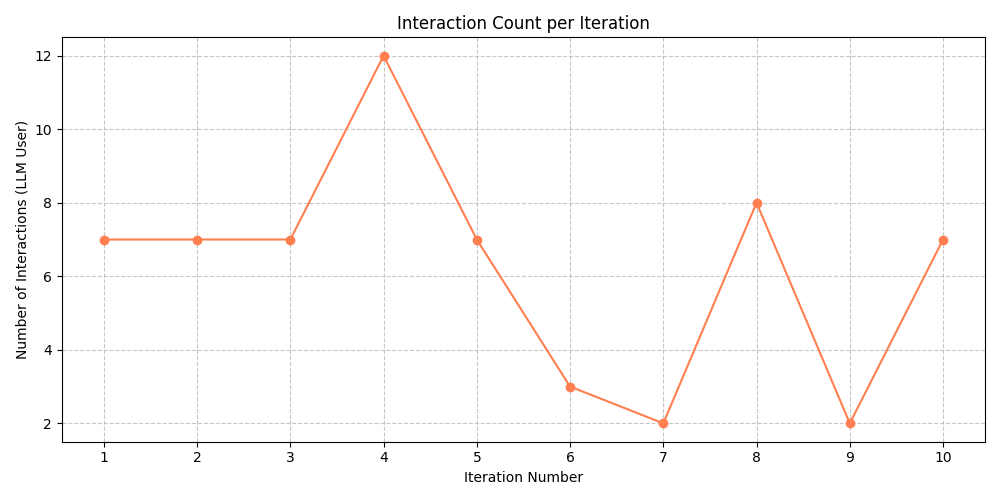 Interaction Count per Iteration
Number of Interactions (LLM User)
12
10
8
6
4
2
1 2 3 4 5 6 7 8 9 10
Iteration Number